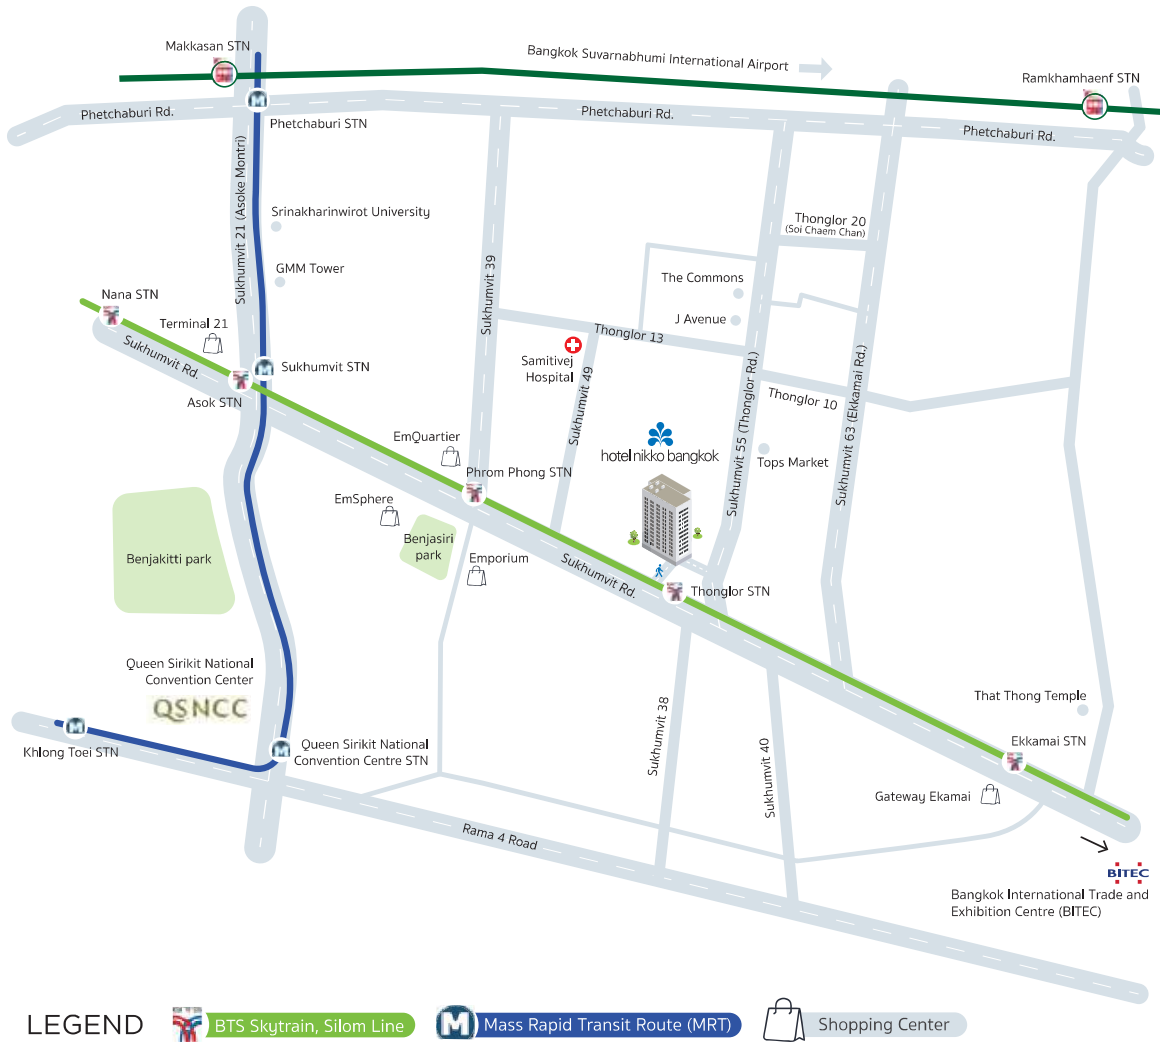 Makkasan STN
Bangkok Suvarnabhumi International Airport
Ramkhamhaenf STN
Phetchaburi Rd.
Phetchaburi STN
Phetchaburi Rd.
Phetchaburi Rd.
Sukhumvit 21 (Asoke Montri)
Srinakharinwirot University
Thonglor 20
(Soi Chaem Chan)
GMM Tower
Sukhumvit 39
The Commons
Nana STN
Terminal 21
J Avenue
Thonglor 13
Sukhumvit Rd.
Sukhumvit STN
Samitivej
Hospital
Asok STN
Sukhumvit 49
Thonglor 10
Sukhumvit 55 (Thonglor Rd.)
Sukhumvit 63 (Ekkamai Rd.)
EmQuartier
hotel nikko bangkok
Tops Market
Phrom Phong STN
EmSphere
Benjasiri
park
Benjakitti park
Emporium
Sukhumvit Rd.
Thonglor STN
Queen Sirikit National
Convention Center
QSNCC
That Thong Temple
Sukhumvit 38
Sukhumvit 40
Ekkamai STN
M
Khlong Toei STN
Queen Sirikit National
Convention Centre STN
Gateway Ekamai
Rama 4 Road
BITEC
Bangkok International Trade and
Exhibition Centre (BITEC)
LEGEND
BTS Skytrain, Silom Line
M
Mass Rapid Transit Route (MRT)
Shopping Center